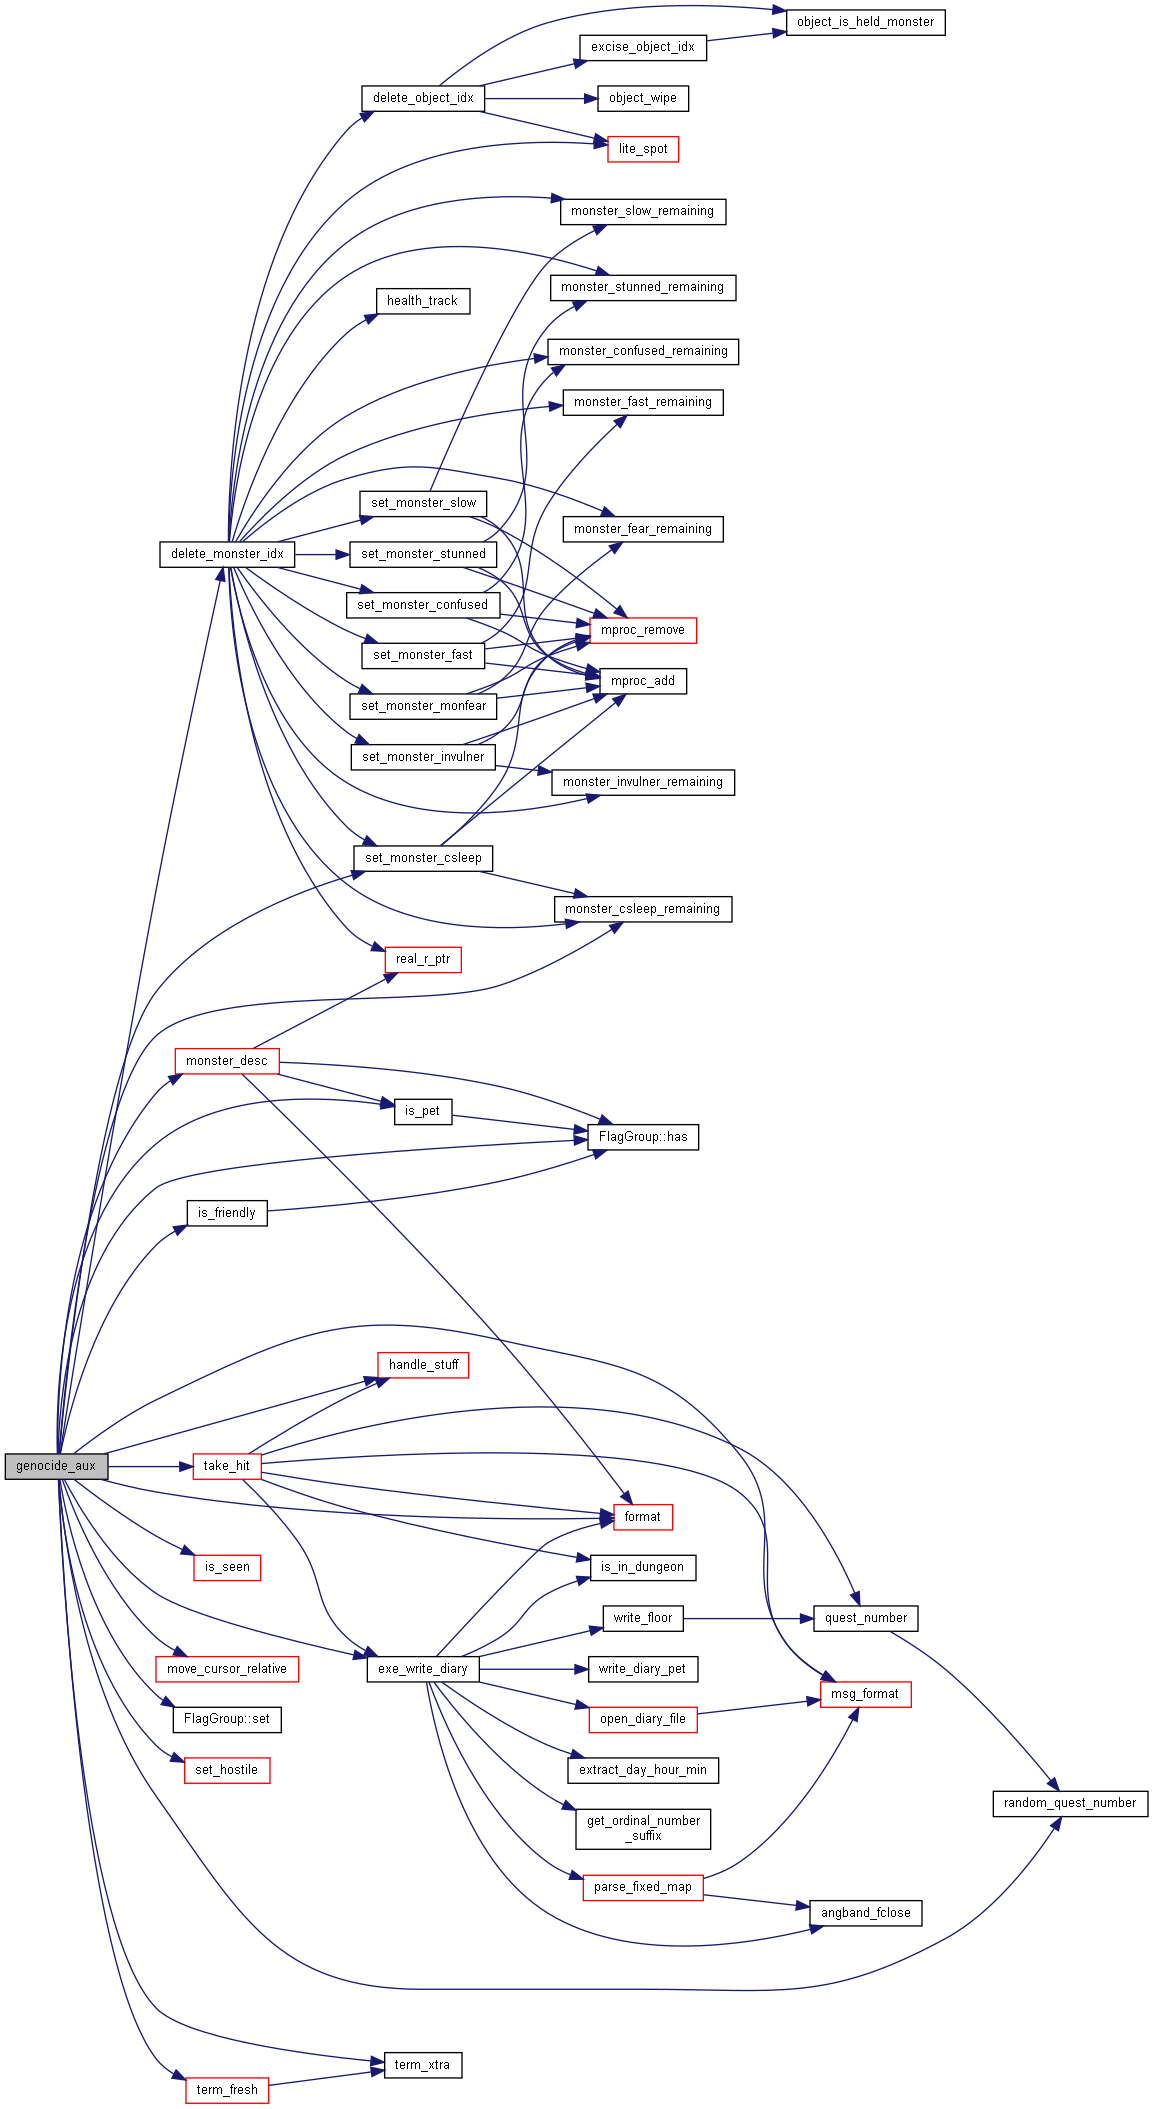 object_is_held_monster
excise_object_idx
delete_object_idx
object_wipe
lite_spot
monster_slow_remaining
monster_stunned_remaining
health_track
monster_confused_remaining
monster_fast_remaining
set_monster_slow
monster_fear_remaining
delete_monster_idx
set_monster_stunned
set_monster_confused
mproc_remove
set_monster_fast
mproc_add
set_monster_monfear
set_monster_invulner
monster_invulner_remaining
set_monster_csleep
monster_csleep_remaining
real_r_ptr
monster_desc
is_pet
FlagGroup::has
is_friendly
handle_stuff
genocide_aux
take_hit
format
is_seen
is_in_dungeon
write_floor
quest_number
move_cursor_relative
exe_write_diary
write_diary_pet
msg_format
FlagGroup::set
open_diary_file
set_hostile
extract_day_hour_min
random_quest_number
get_ordinal_number
_suffix
parse_fixed_map
angband_fclose
term_xtra
term_fresh